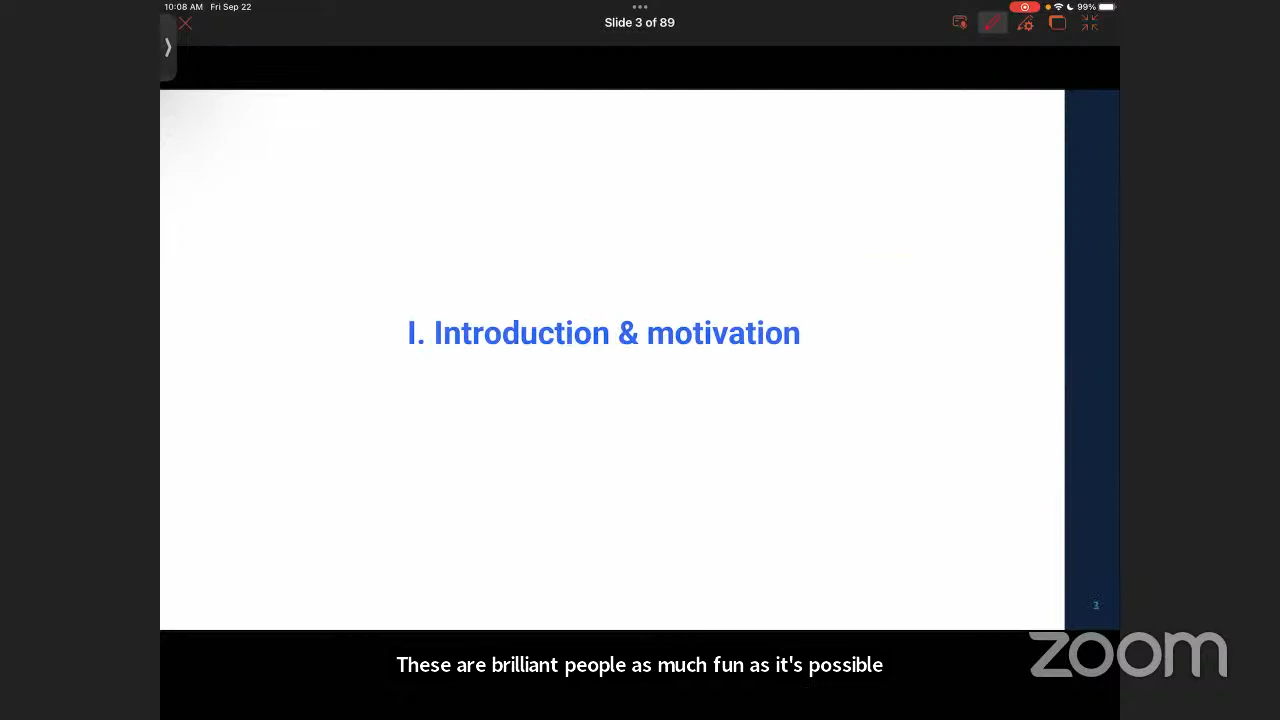 10:08 AM Fri Sep 22
99%
Slide 3 of 89
I. Introduction & motivation
3
These are brilliant people as much fun as it's possible
zoom